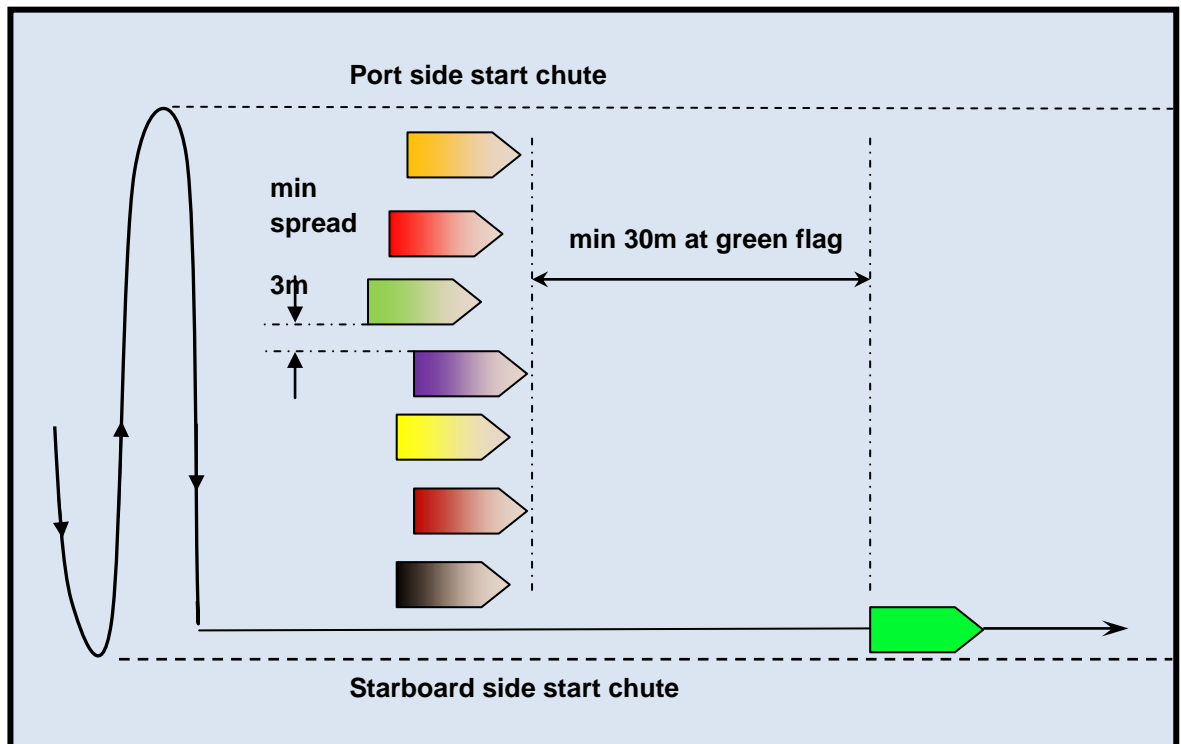 Port side start chute
min
spread
3m
min 30m at green flag
Starboard side start chute